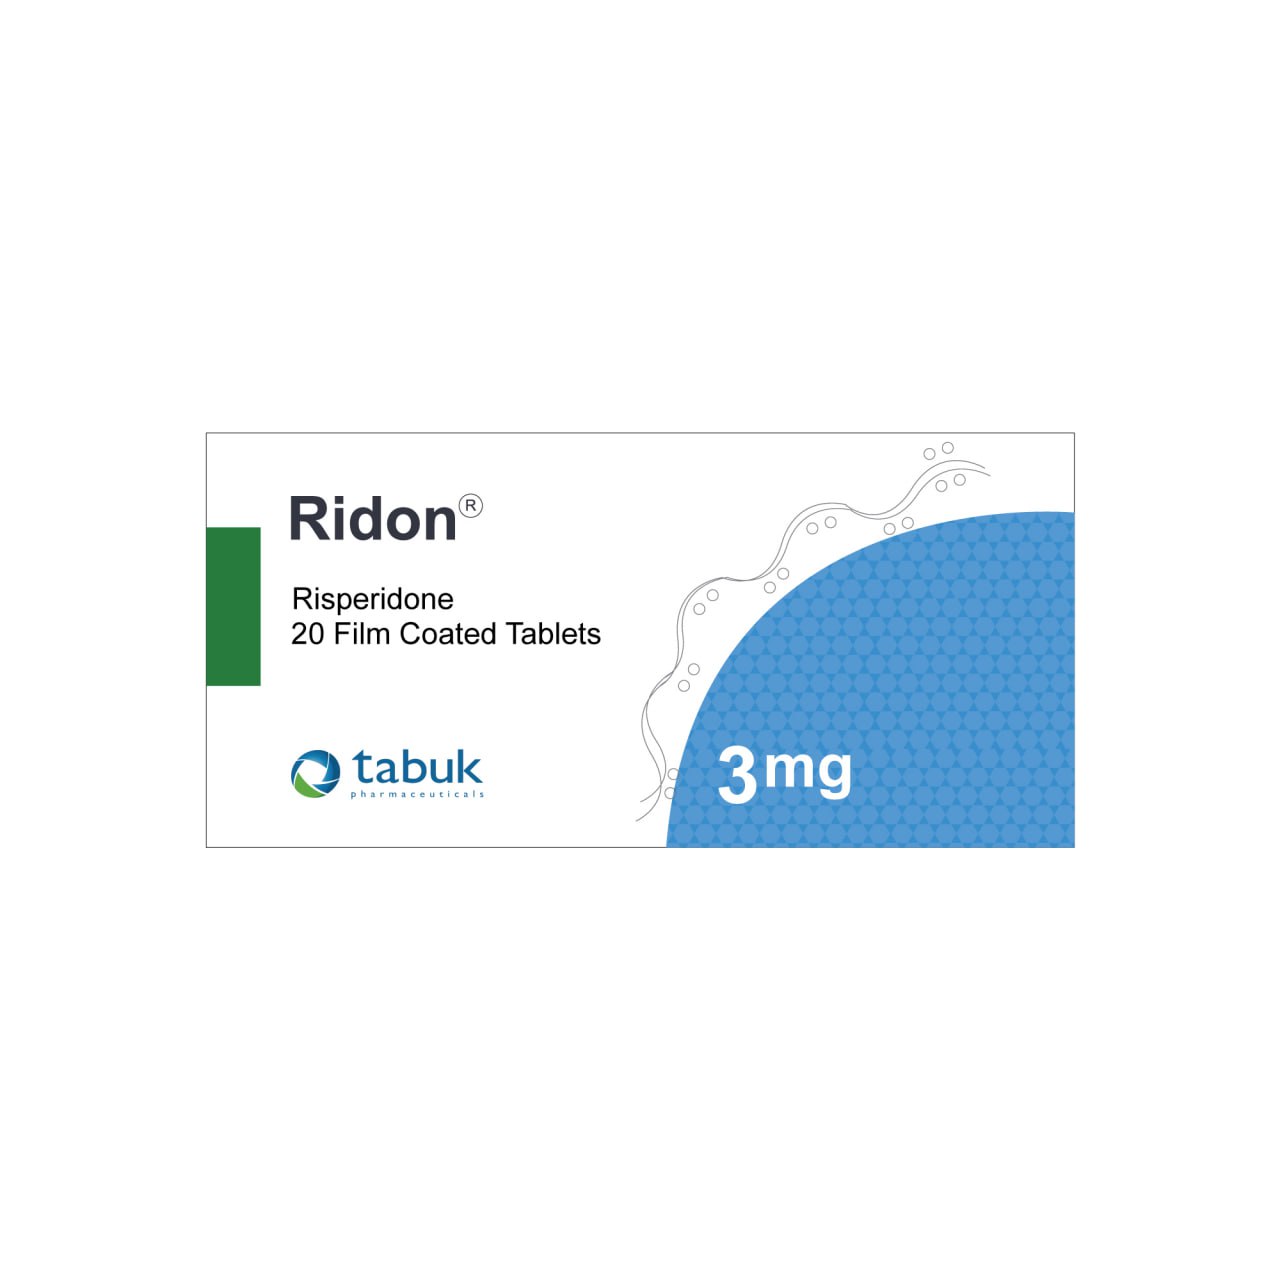 Ridon®
Risperidone
20 Film Coated Tablets
tabuk
pharmaceuticals
3mg